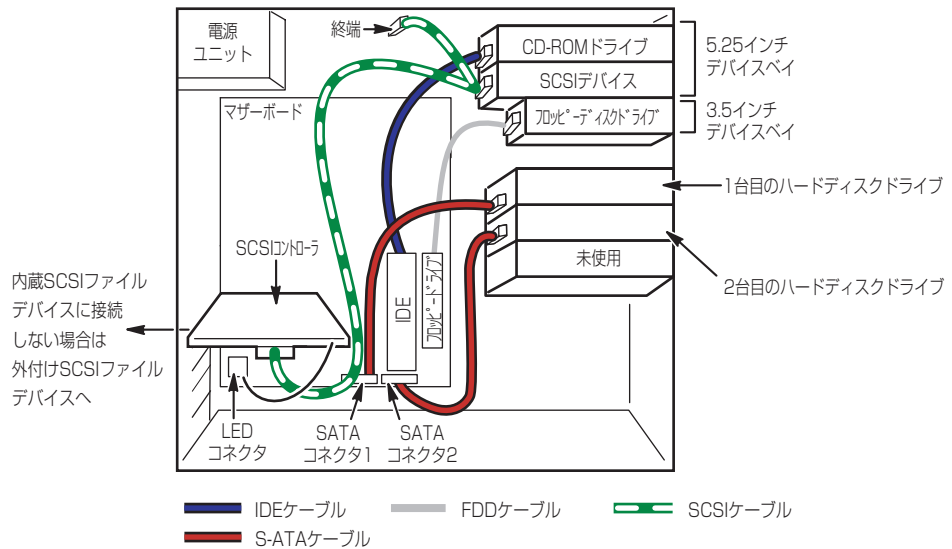 電源
ユニット
終端
CD-ROMドライブ
SCSIデバイス
5.25インチ
デバイスベイ
フロッピーディスクドライブ
3.5インチ
デバイスベイ
マザーボード
1台目のハードディスクドライブ
2台目のハードディスクドライブ
未使用
SCSIコントローラ
IDE
フロッピードライブ
内蔵SCSIファイル
デバイスに接続
しない場合は
外付けSCSIファイル
デバイスへ
LED
コネクタ
SATA
コネクタ1
SATA
コネクタ2
IDEケーブル
FDDケーブル
SCSIケーブル
S-ATAケーブル